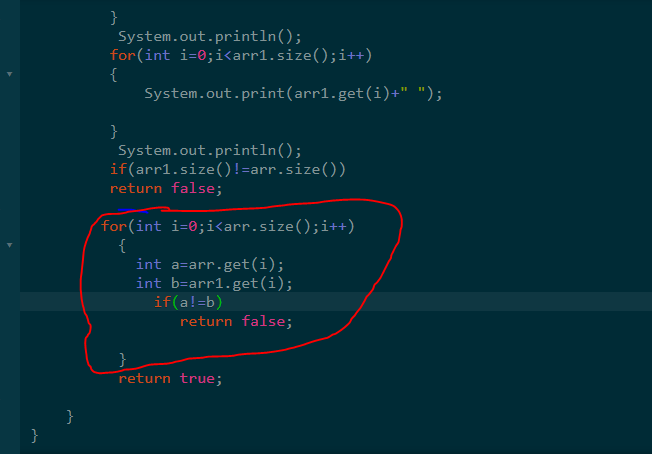 }
System.out.println();
for(int i=0;i<arr1.size();i++)
{
System.out.print(arr1.get(i)+" ");
}
System.out.println();
if(arr1.size()!=arr.size())
return false;
for(int i=0;i<arr.size();i++)
{
int a=arr.get(i);
int b=arr1.get(i);
if(a!=b)
return false;
}
return true;
}
}